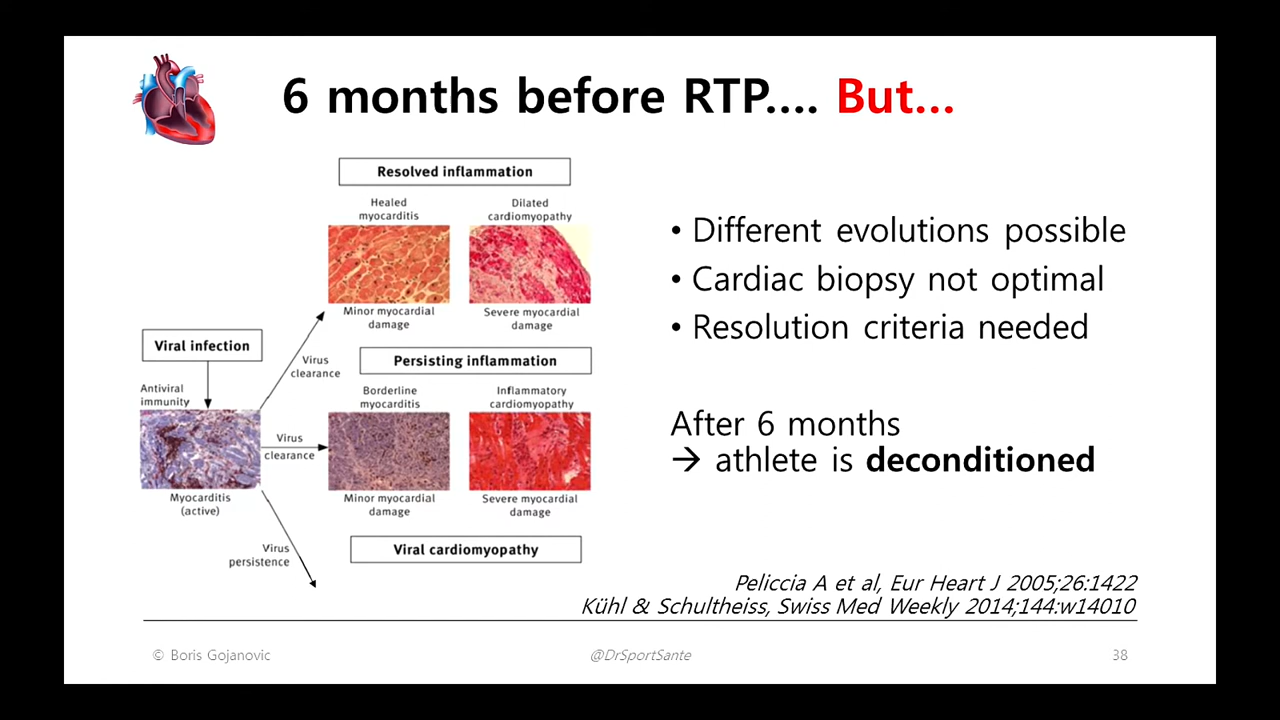 6 months before RTP.... But...
Resolved inflammation
Healed
myocarditis
Dilated
cardiomyopathy
Minor myocardial
damage
Severe myocardial
damage
Viral infection
Antiviral
immunity
Virus
clearance
Persisting inflammation
Borderline
myocarditis
Inflammatory
cardiomyopathy
Virus
clearance
Myocarditis
(active)
Minor myocardial
damage
Severe myocardial
damage
Virus
persistence
Viral cardiomyopathy
• Different evolutions possible
• Cardiac biopsy not optimal
• Resolution criteria needed
After 6 months
→ athlete is deconditioned
Peliccia A et al, Eur Heart J 2005;26:1422
Kühl & Schultheiss, Swiss Med Weekly 2014;144:w14010
© Boris Gojanovic
@DrSportSante
38